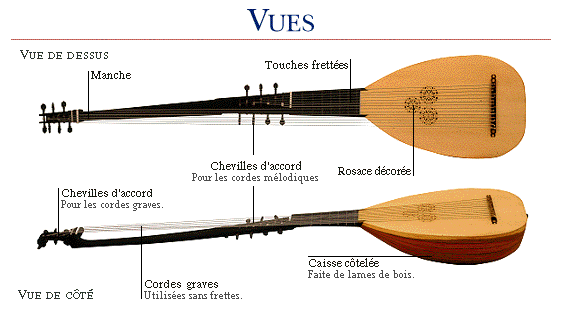 VUES
VUE DE DESSUS
Touches frettées
Manche
Chevilles d'accord
Pour les cordes mélodiques
Rosace décorée
Chevilles d'accord
Pour les cordes graves.
Caisse côtelée
Faite de lames de bois.
Cordes graves
Utilisées sans frettes.
VUE DE CÔTÉ